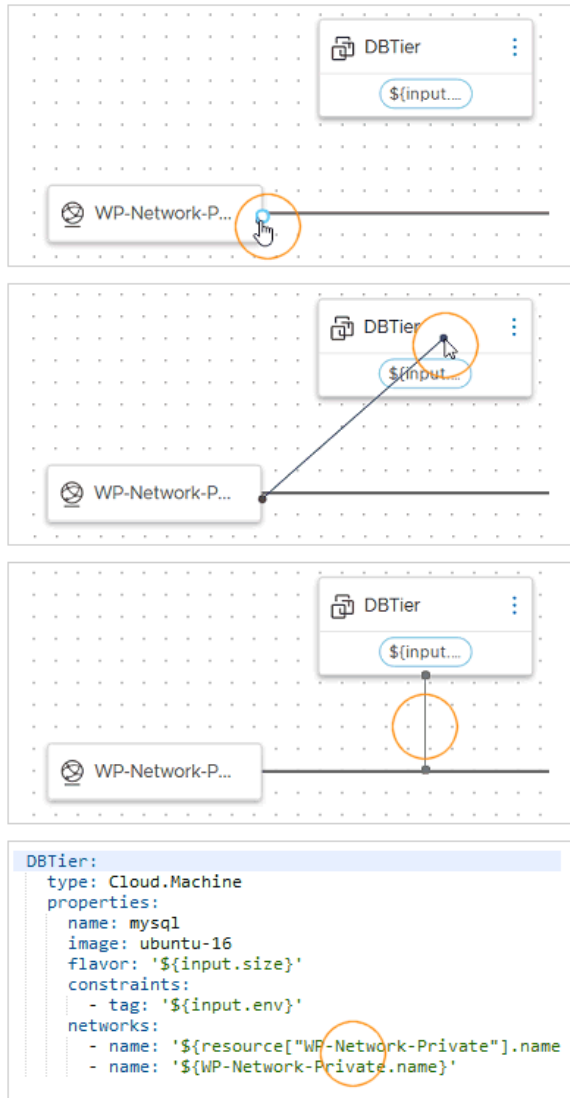 DBTier
${input....
WP-Network-P...
DBTier
${input....
WP-Network-P...
DBTier
${input....
WP-Network-P...
DBTier:
type: Cloud.Machine
properties:
name: mysql
image: ubuntu-16
flavor: '${input.size}'
constraints:
- tag: '${input.env}'
networks:
- name: '${resource["WP-Network-Private"].name
- name: '${WP-Network-Private.name}'